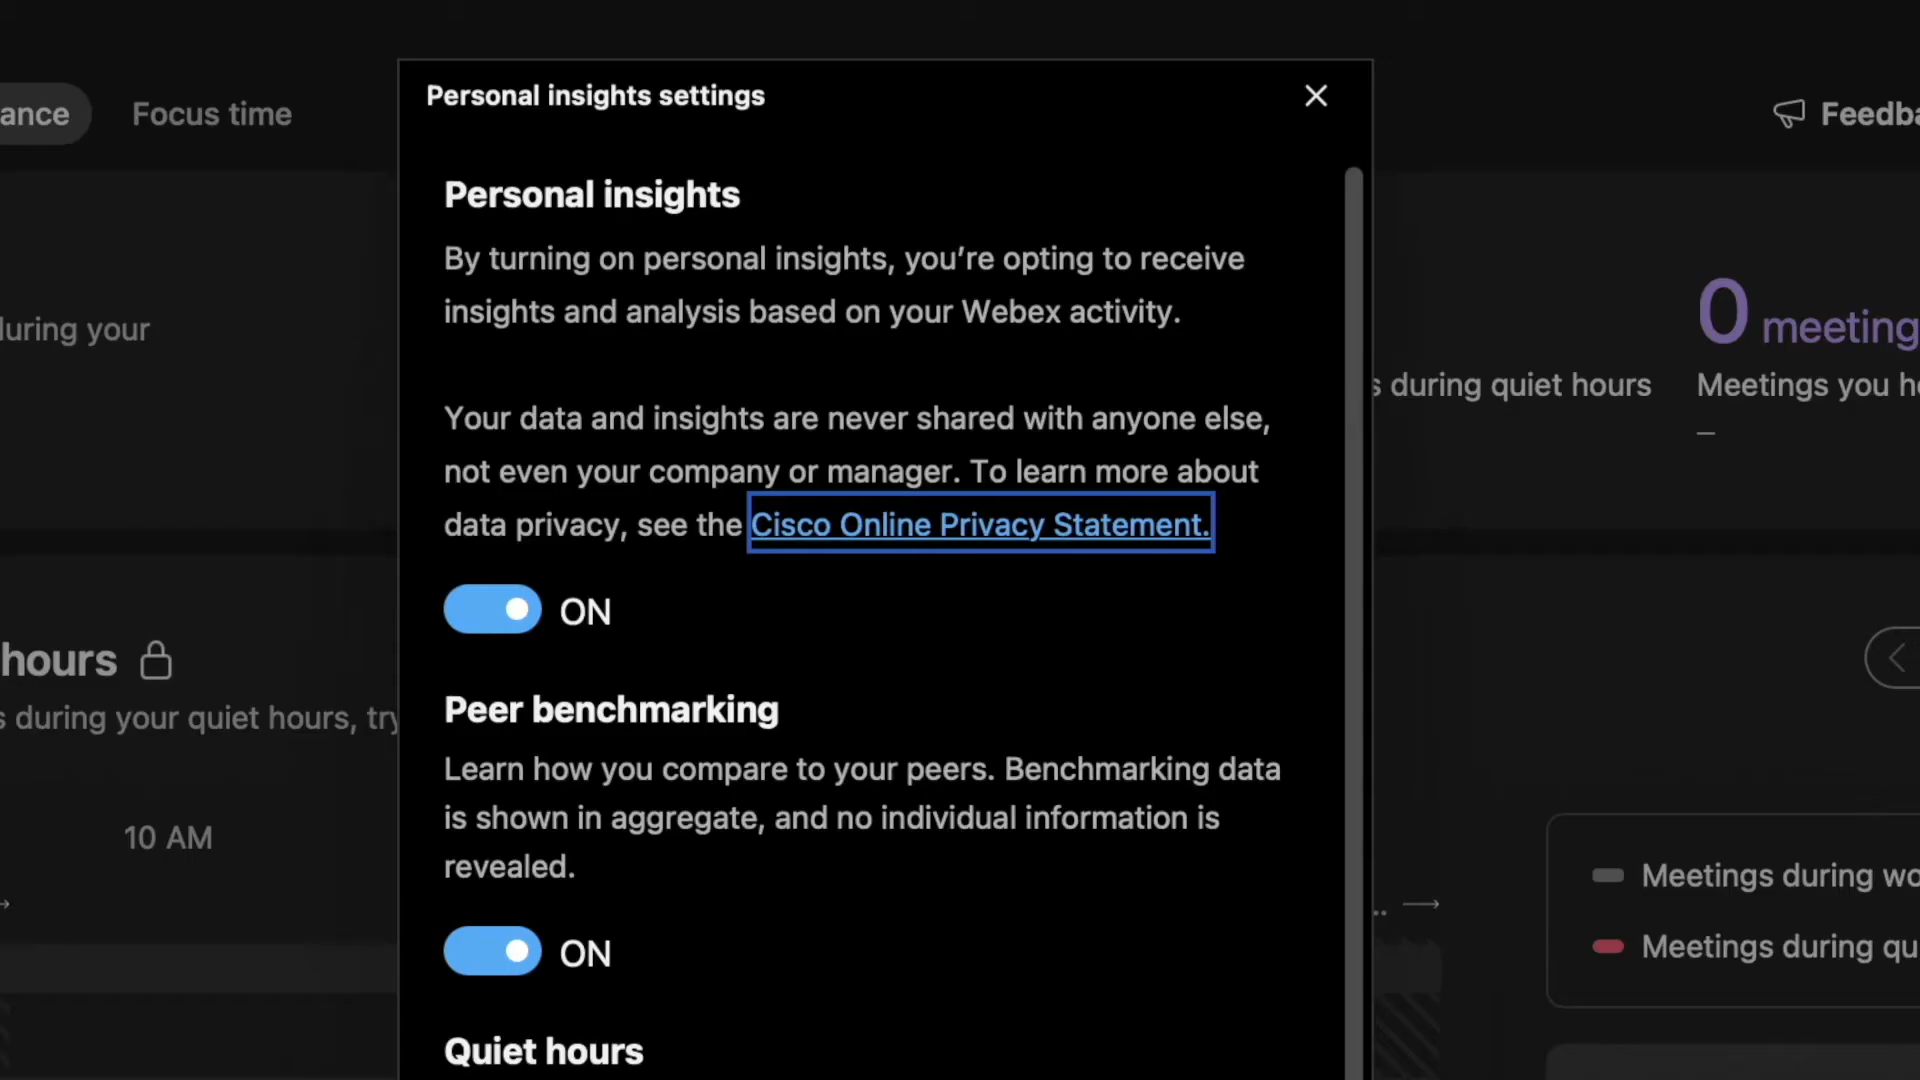 Personal insights settings
ance
Focus time
Feedba
Personal insights
By turning on personal insights, you’re opting to receive
insights and analysis based on your Webex activity.
Your data and insights are never shared with anyone else,
not even your company or manager. To learn more about
data privacy, see the Cisco Online Privacy Statement.
ON
Peer benchmarking
Learn how you compare to your peers. Benchmarking data
is shown in aggregate, and no individual information is
revealed.
ON
Quiet hours
during your
hours
s during your quiet hours, try
10 AM
0 meeting
s during quiet hours
Meetings you h
–
Meetings during wo
Meetings during qu